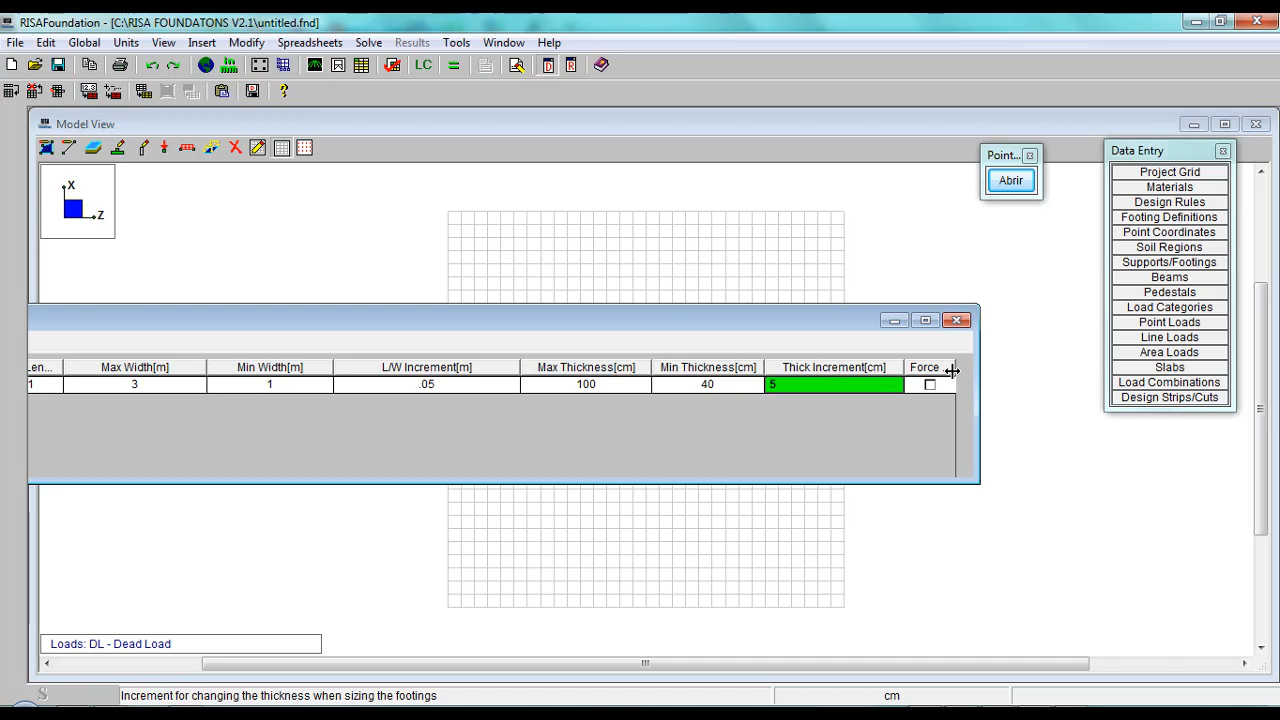 RISAFoundation - [C:\RISA FOUNDATONS V2.1\untitled.fnd]
File Edit Global Units View Insert Modify Spreadsheets Solve Results Tools Window Help
LC
D R
Model View
X
Z
Point...
Abrir
Data Entry
Project Grid
Materials
Design Rules
Footing Definitions
Point Coordinates
Soil Regions
Supports/Footings
Beams
Pedestals
Load Categories
Point Loads
Line Loads
Area Loads
Slabs
Load Combinations
Design Strips/Cuts
Len... Max Width[m] Min Width[m] L/W Increment[m] Max Thickness[cm] Min Thickness[cm] Thick Increment[cm] Force
1 3 1 .05 100 40 5
Loads: DL - Dead Load
S Increment for changing the thickness when sizing the footings cm